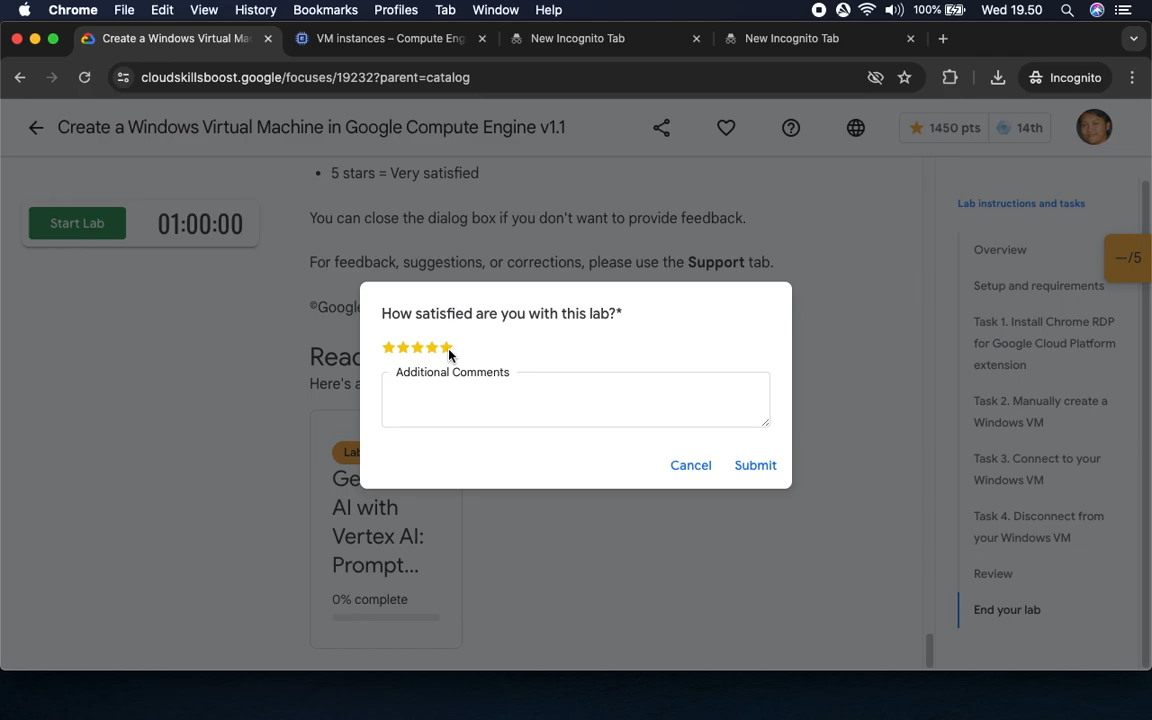 Chrome File Edit View History Bookmarks Profiles Tab Window Help 100% Wed 19.50
Create a Windows Virtual Ma
VM instances – Compute Eng
New Incognito Tab
New Incognito Tab
cloudskillsboost.google/focuses/19232?parent=catalog
Incognito
Create a Windows Virtual Machine in Google Compute Engine v1.1
1450 pts
14th
• 5 stars = Very satisfied
Start Lab
01:00:00
You can close the dialog box if you don't want to provide feedback.
For feedback, suggestions, or corrections, please use the Support tab.
©Google
How satisfied are you with this lab?*
Additional Comments
Cancel
Submit
Reac
Here's a
Lab
Ge
AI with
Vertex AI:
Prompt...
0% complete
Lab instructions and tasks
—/5
Overview
Setup and requirements
Task 1. Install Chrome RDP
for Google Cloud Platform
extension
Task 2. Manually create a
Windows VM
Task 3. Connect to your
Windows VM
Task 4. Disconnect from
your Windows VM
Review
End your lab